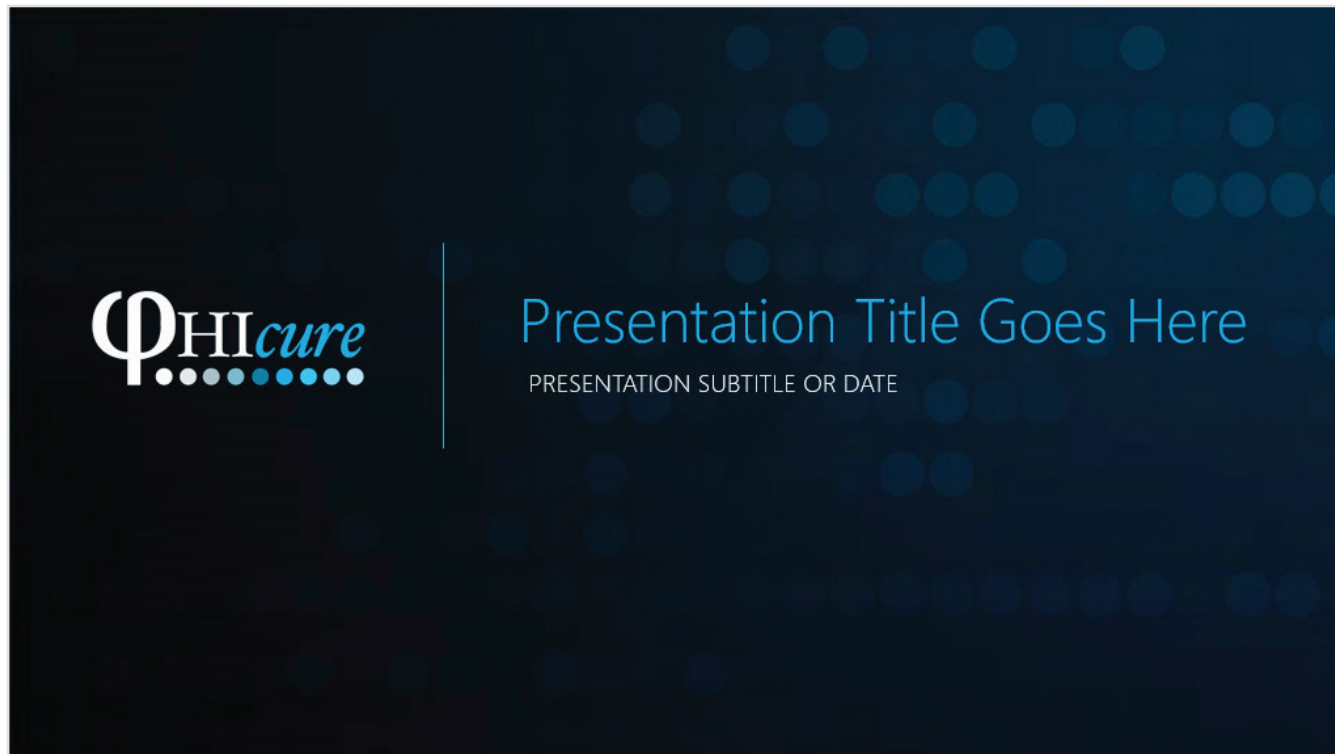 φHIcure
Presentation Title Goes Here
PRESENTATION SUBTITLE OR DATE